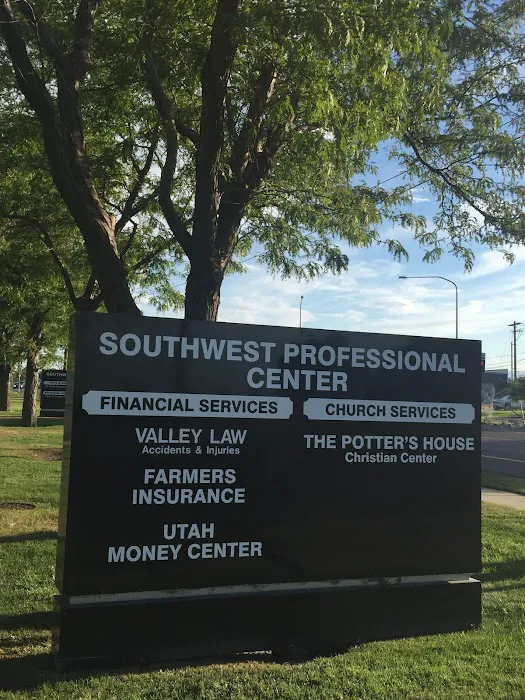 SOUTHWEST PROFESSIONAL
CENTER
FINANCIAL SERVICES
VALLEY LAW
Accidents & Injuries
FARMERS
INSURANCE
UTAH
MONEY CENTER
CHURCH SERVICES
THE POTTER'S HOUSE
Christian Center